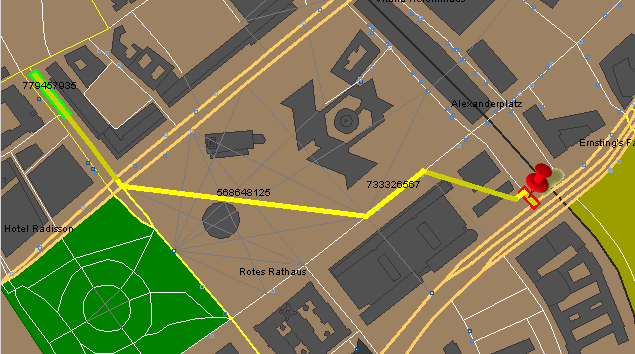 779457935
Alexanderplatz
Ernsting's Fa
733326567
568648125
Hotel Radisson
Rotes Rathaus